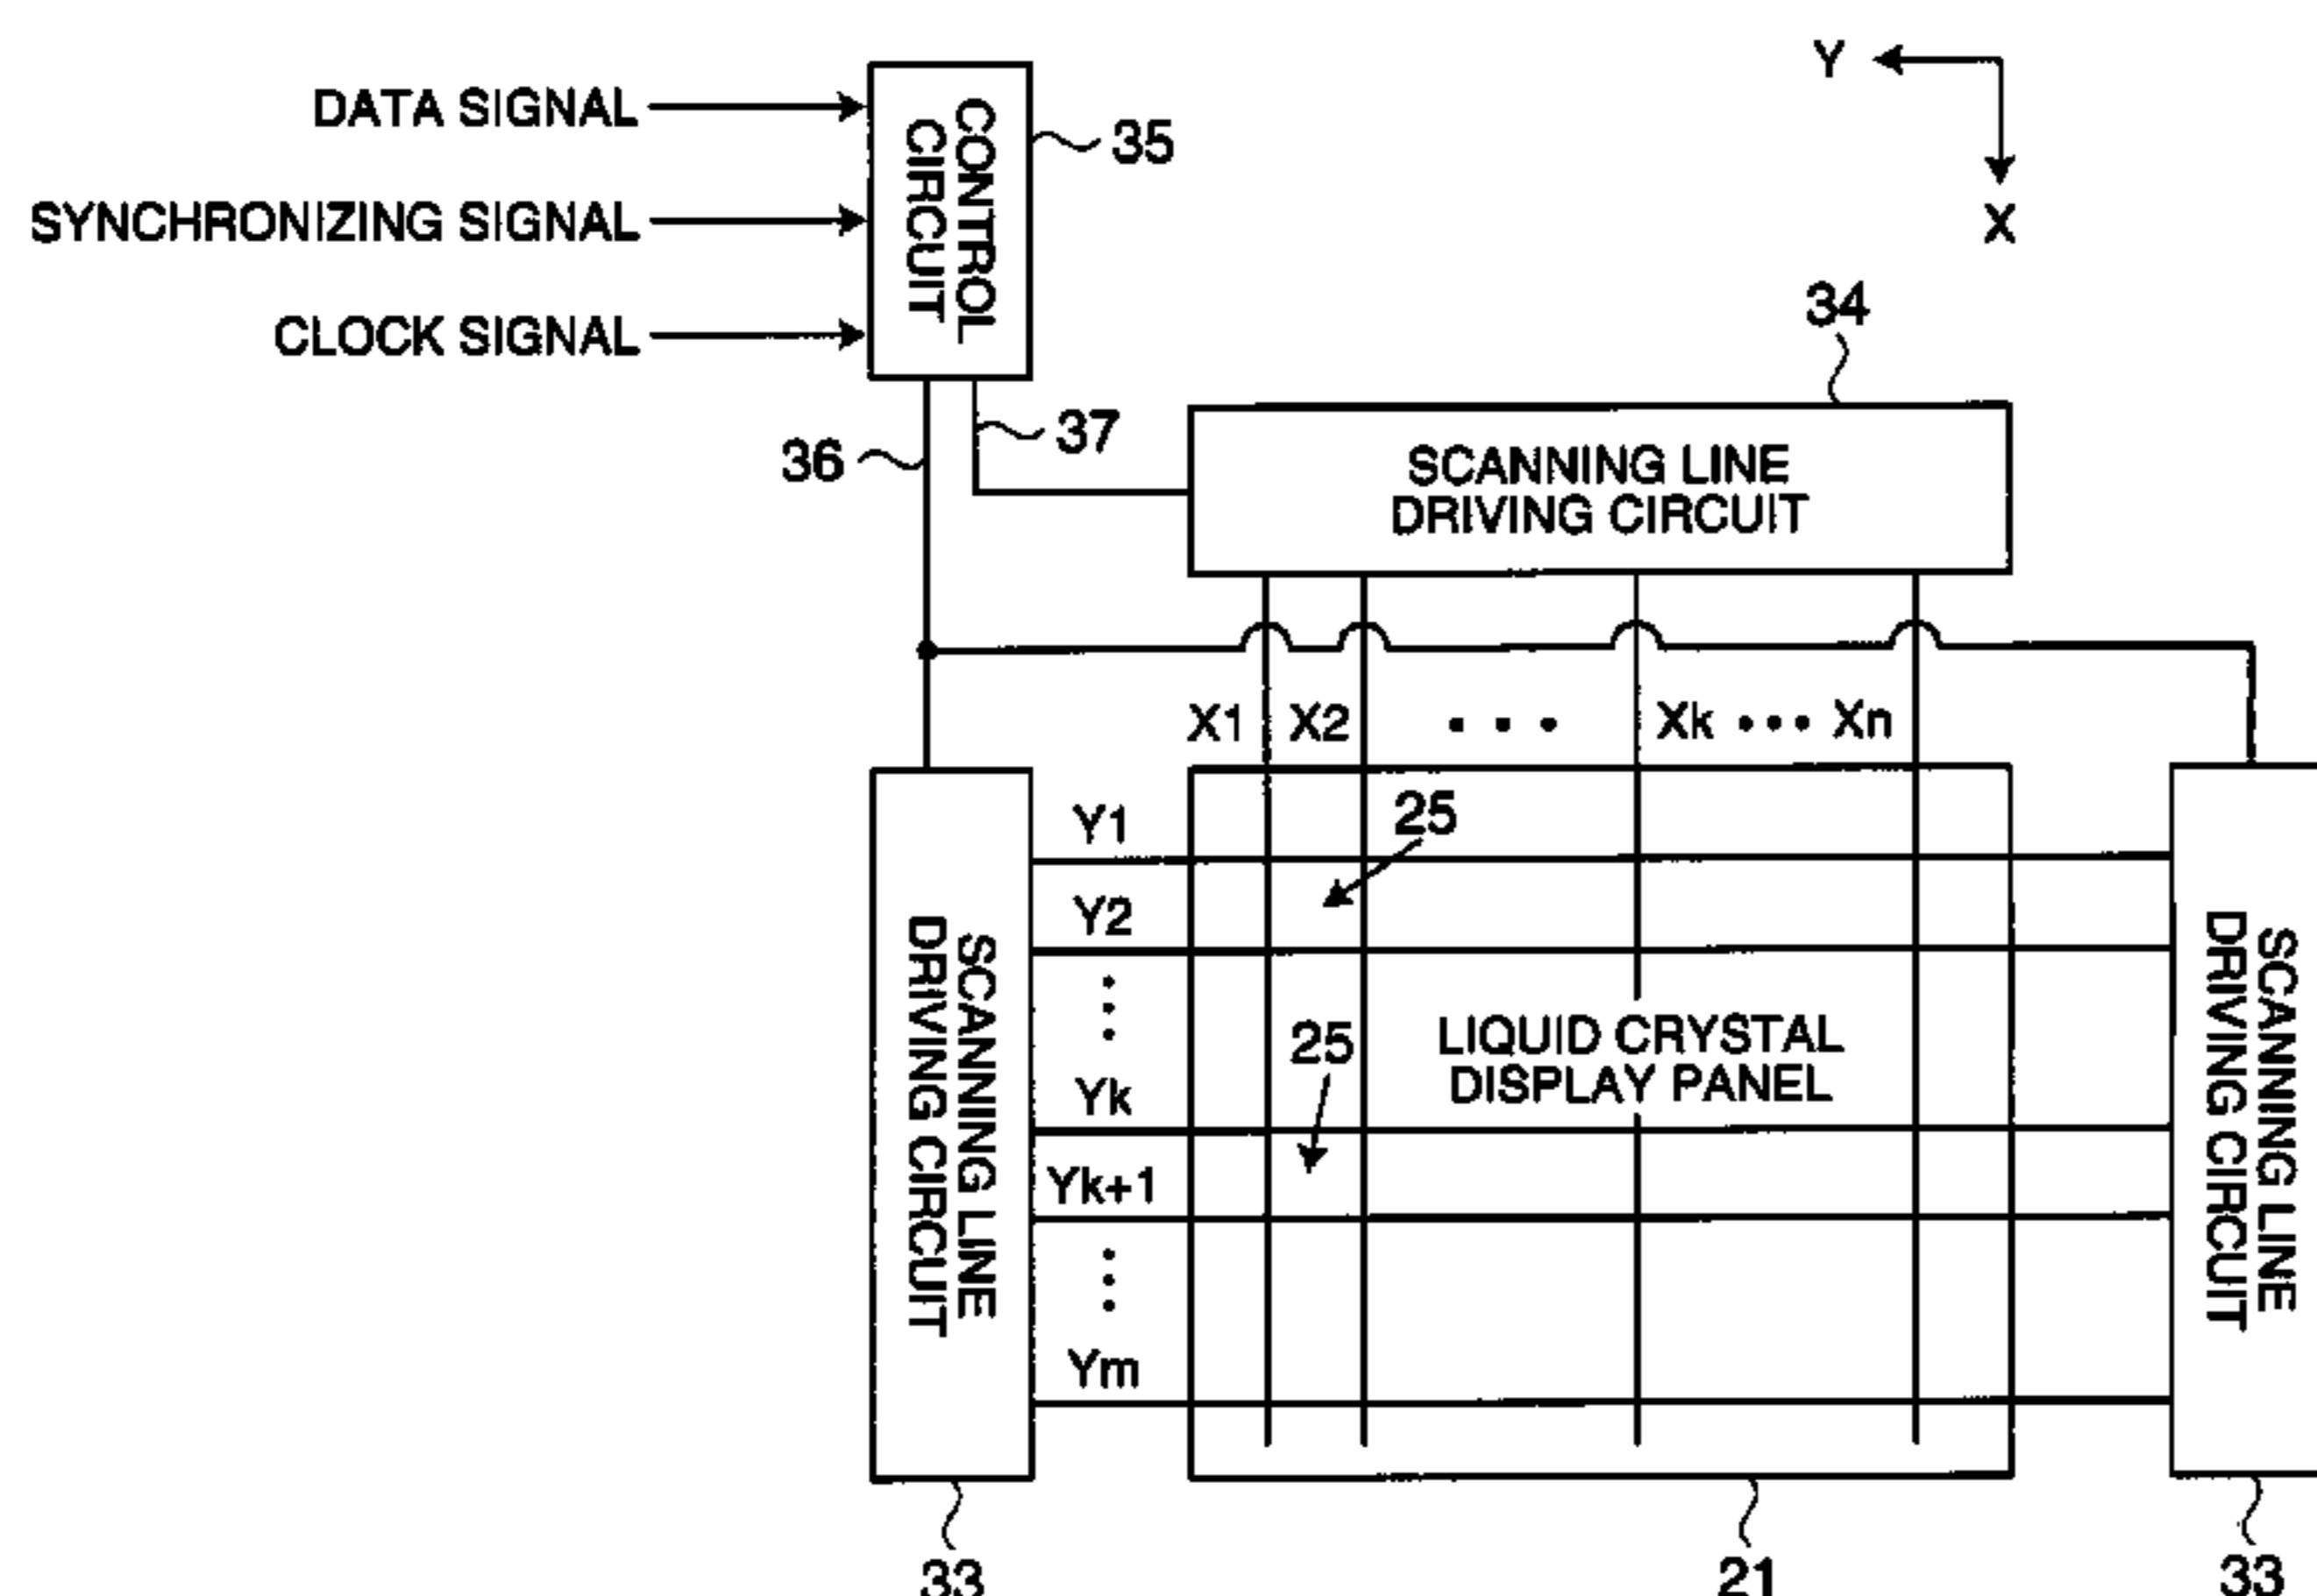 Y
X
DATA SIGNAL
SYNCHRONIZING SIGNAL
CLOCK SIGNAL
CONTROL
CIRCUIT
35
36
37
34
SCANNING LINE
DRIVING CIRCUIT
X1 X2 • • • Xk • • • Xn
Y1
Y2
Yk
Yk+1
Ym
25
25
LIQUID CRYSTAL
DISPLAY PANEL
SCANNING LINE
DRIVING CIRCUIT
SCANNING LINE
DRIVING CIRCUIT
33
21
33